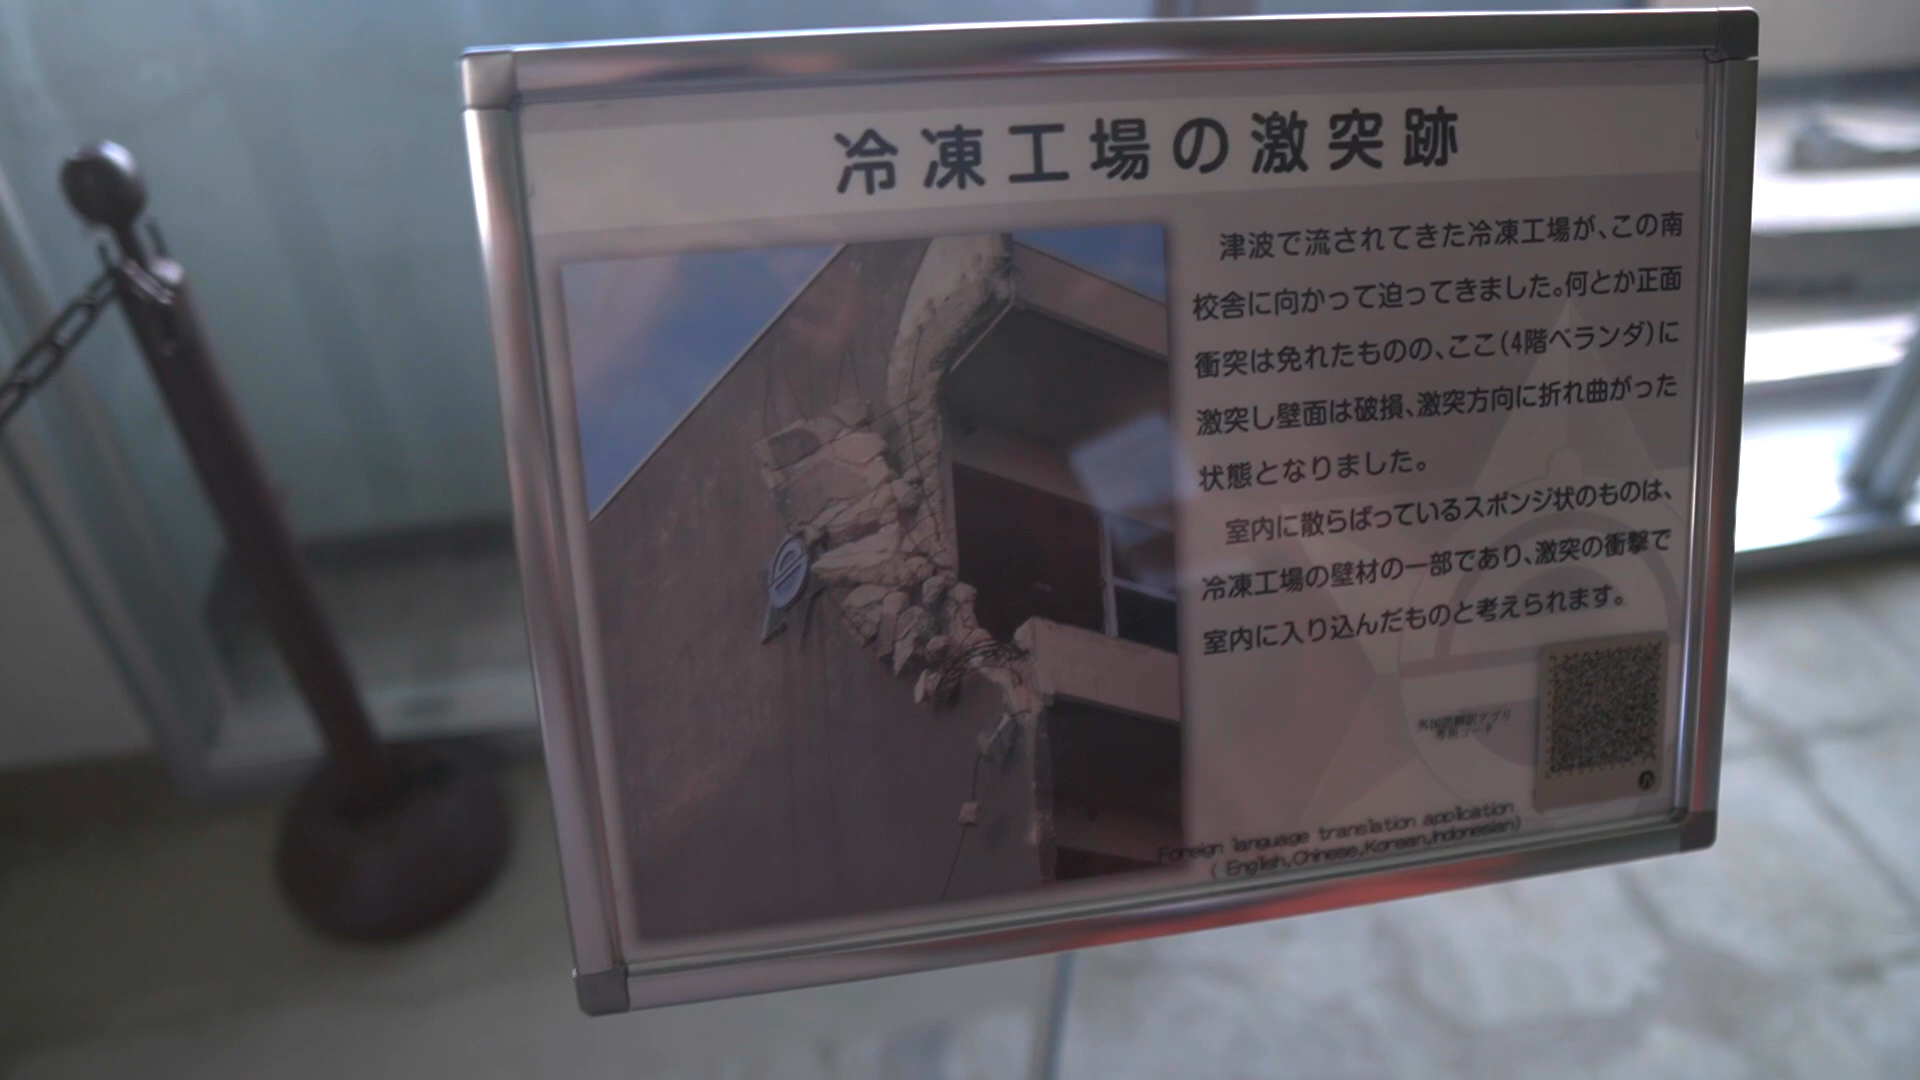 冷凍工場の激突跡
津波で流されてきた冷凍工場が、この南
校舎に向かって迫ってきました。何とか正面
衝突は免れたものの、ここ(4階ベランダ)に
激突し壁面は破損、激突方向に折れ曲がった
状態となりました。
室内に散らばっているスポンジ状のものは、
冷凍工場の壁材の一部であり、激突の衝撃で
室内に入り込んだものと考えられます。
外国語翻訳アプリ
Foreign language translation application
( English,Chinese,Korean,Indonesian)